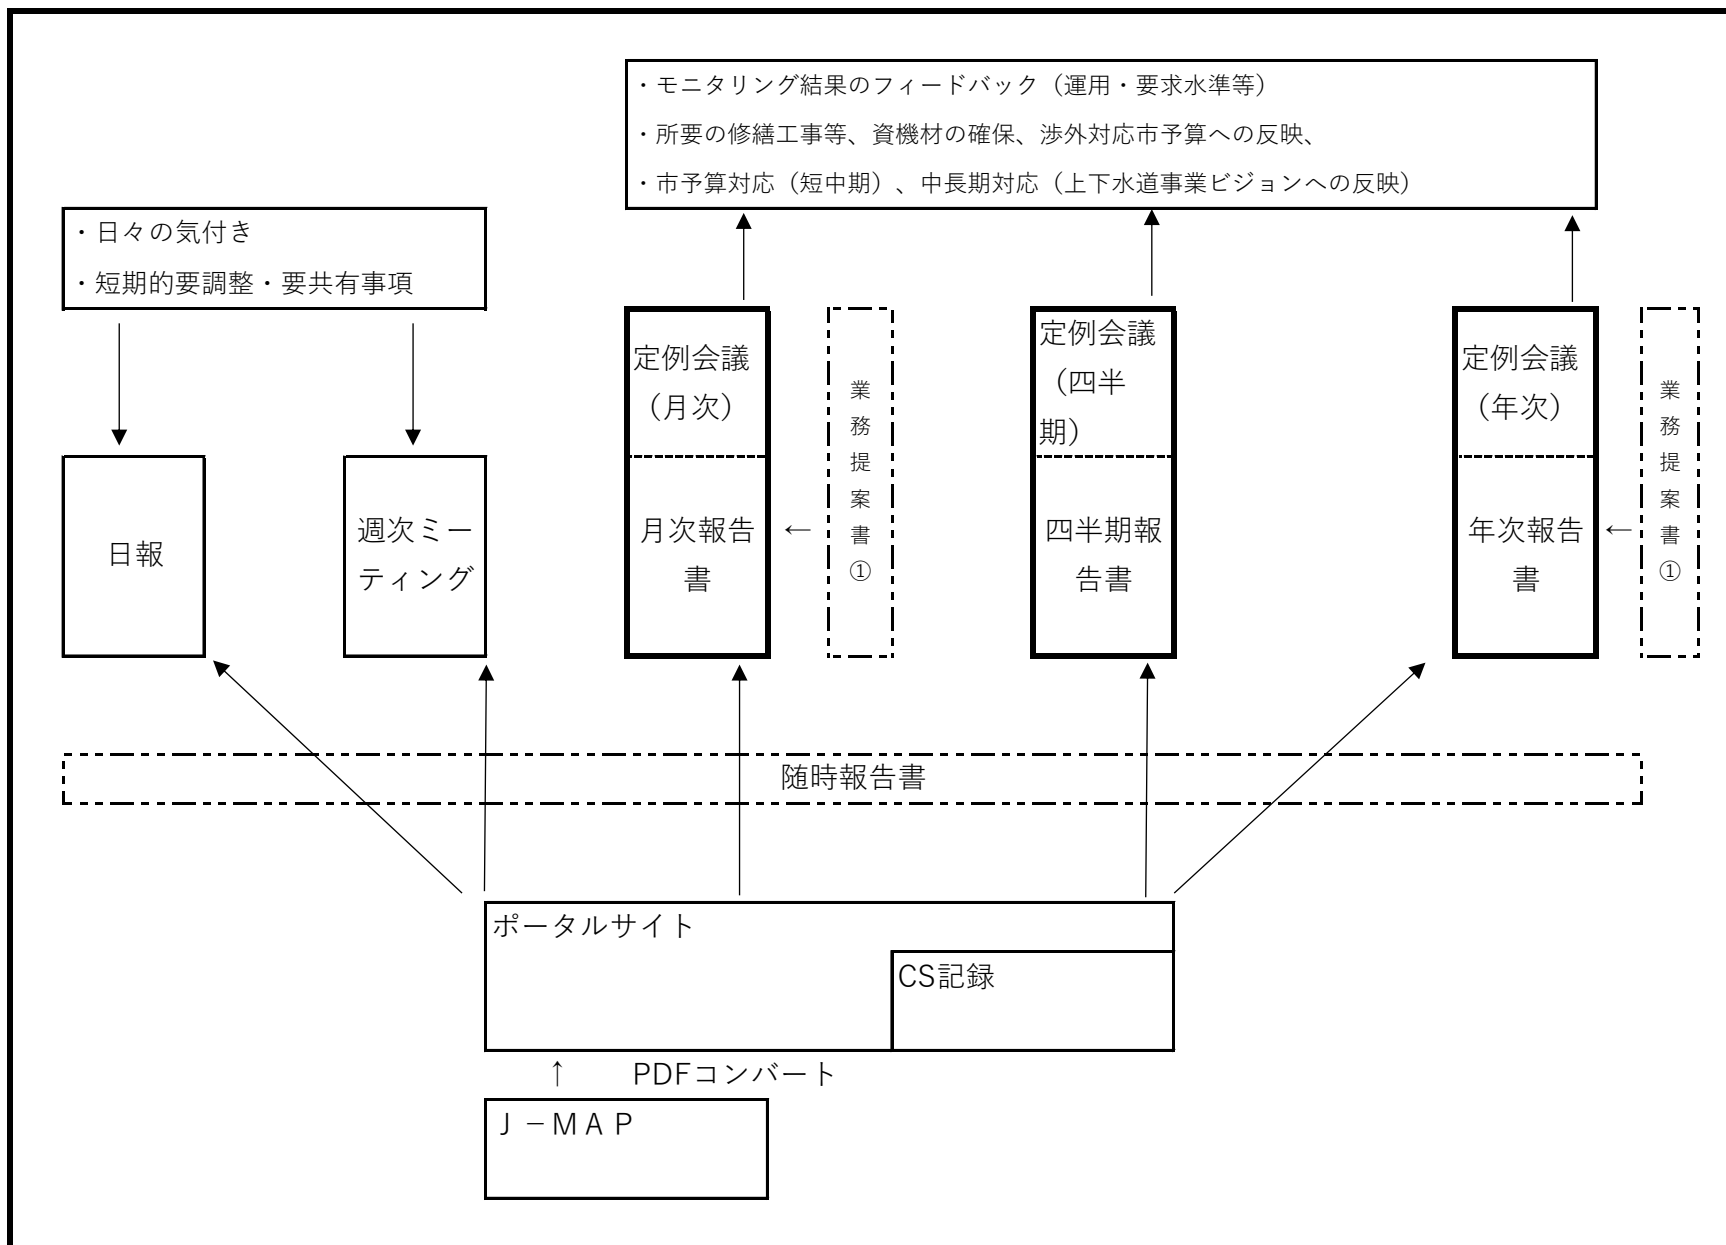 ・モニタリング結果のフィードバック（運用・要求水準等）
・所要の修繕工事等、資機材の確保、渉外対応市予算への反映、
・市予算対応（短中期）、中長期対応（上下水道事業ビジョンへの反映）
・日々の気付き
・短期的要調整・要共有事項
定例会議
（月次）
業務提案書①
定例会議
（四半
期）
定例会議
（年次）
業務提案書①
日報
週次ミー
ティング
月次報告
書
←
四半期報
告書
年次報告
書
←
随時報告書
ポータルサイト
CS記録
↑　PDFコンバート
Ｊ－ＭＡＰ